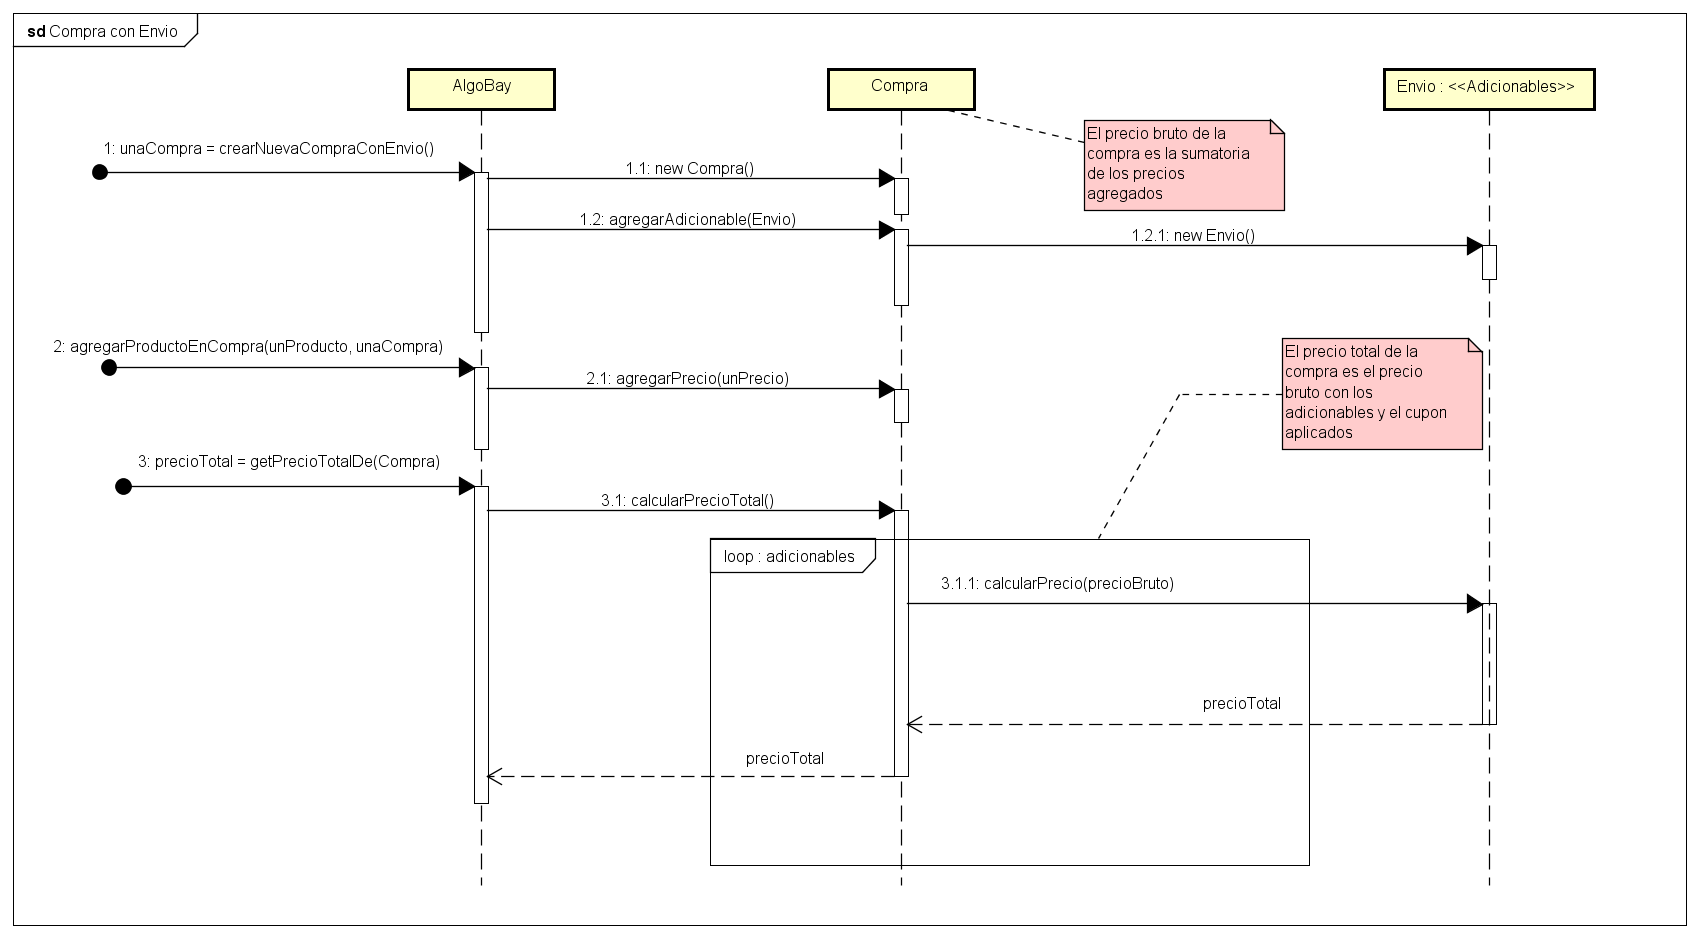 sd Compra con Envio
AlgoBay
Compra
Envio : <<Adicionables>>
El precio bruto de la
compra es la sumatoria
de los precios
agregados
1: unaCompra = crearNuevaCompraConEnvio()
1.1: new Compra()
1.2: agregarAdicionable(Envio)
1.2.1: new Envio()
2: agregarProductoEnCompra(unProducto, unaCompra)
2.1: agregarPrecio(unPrecio)
El precio total de la
compra es el precio
bruto con los
adicionables y el cupon
aplicados
3: precioTotal = getPrecioTotalDe(Compra)
3.1: calcularPrecioTotal()
loop : adicionables
3.1.1: calcularPrecio(precioBruto)
precioTotal
precioTotal